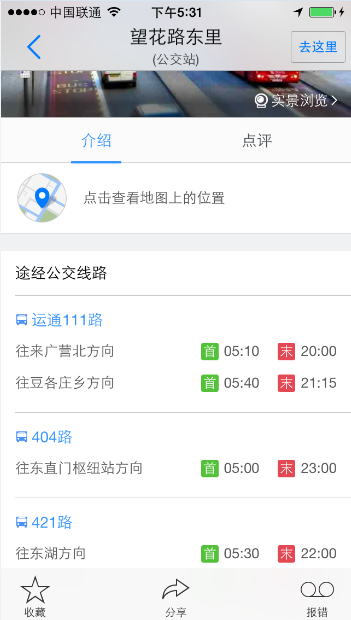 中国联通 下午5:31
望花路东里
(公交站)
去这里
实景浏览
介绍 点评
点击查看地图上的位置
途经公交线路
运通111路
往来广营北方向 首 05:10 末 20:00
往豆各庄乡方向 首 05:40 末 21:15
404路
往东直门枢纽站方向 首 05:00 末 23:00
421路
往东湖方向 首 05:30 末 22:00
收藏 分享 报错